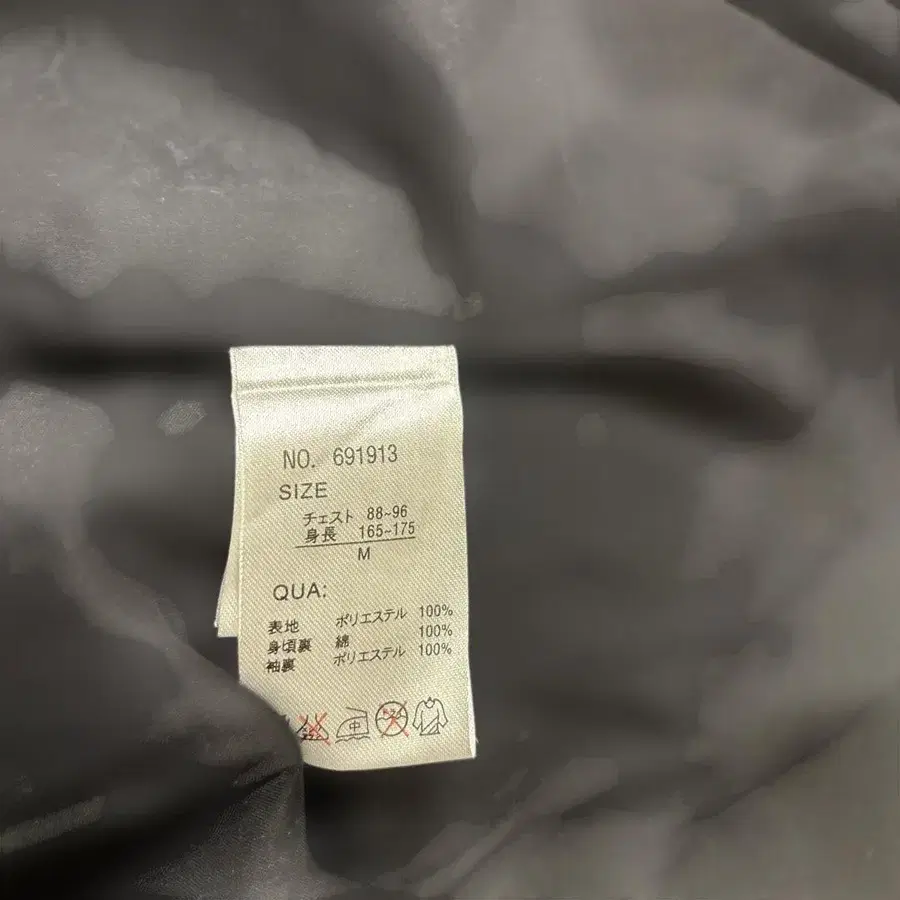 NO. 691913
SIZE
チェスト 88~96
身長 165~175
M
QUA:
表地 ポリエステル 100%
身頃裏 綿 100%
袖裏 ポリエステル 100%
中